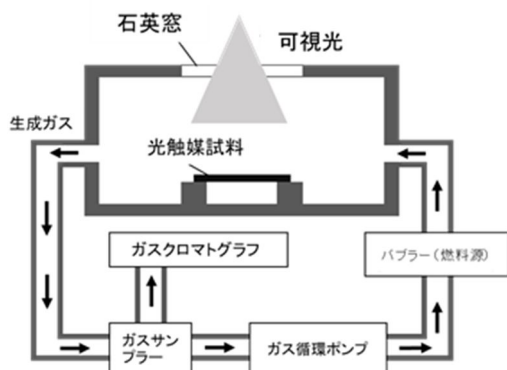 石英窓
可視光
生成ガス
光触媒試料
ガスクロマトグラフ
バブラー(燃料源)
ガスサン
プラー
ガス循環ポンプ